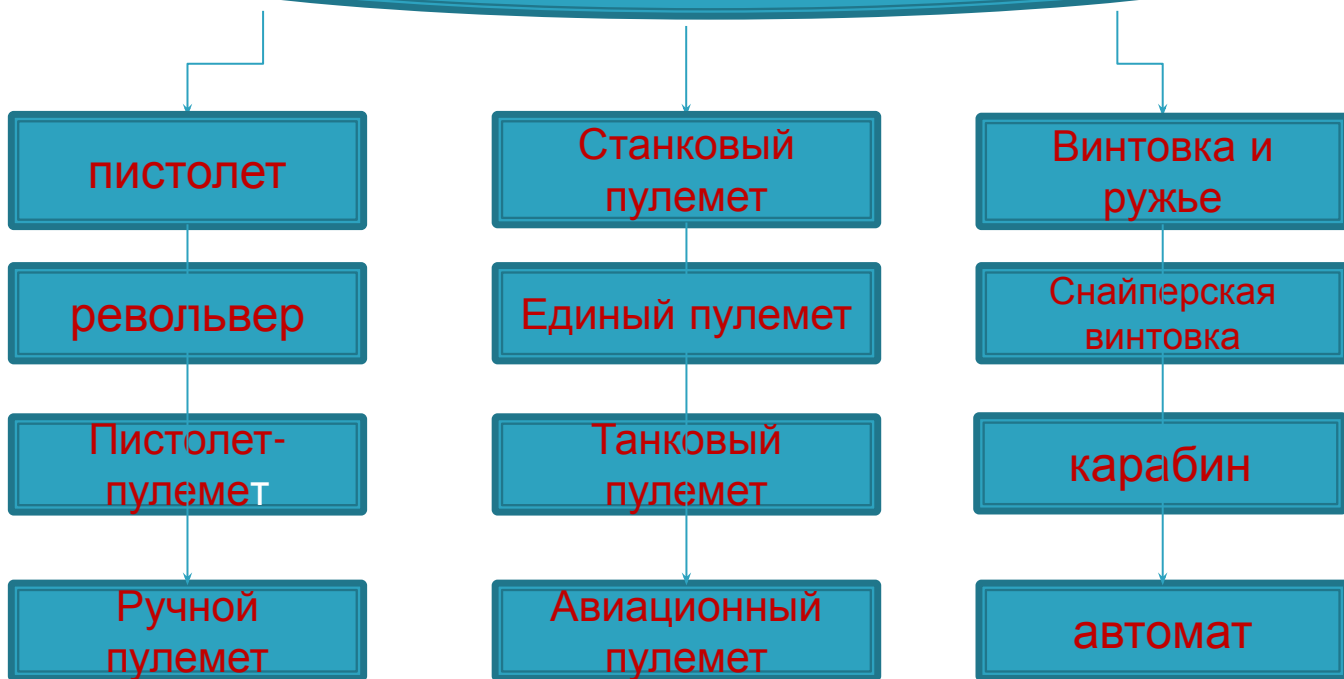 пистолет
револьвер
Пистолет-
пулемет
Ручной
пулемет
Станковый
пулемет
Единый пулемет
Танковый
пулемет
Авиационный
пулемет
Винтовка и
ружье
Снайперская
винтовка
карабин
автомат